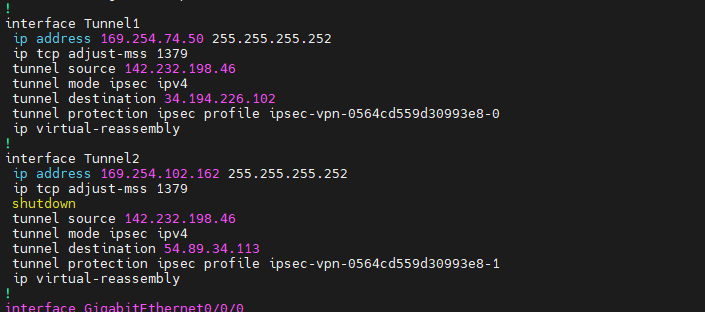 !
interface Tunnel1
ip address 169.254.74.50 255.255.255.252
ip tcp adjust-mss 1379
tunnel source 142.232.198.46
tunnel mode ipsec ipv4
tunnel destination 34.194.226.102
tunnel protection ipsec profile ipsec-vpn-0564cd559d30993e8-0
ip virtual-reassembly
!
interface Tunnel2
ip address 169.254.102.162 255.255.255.252
ip tcp adjust-mss 1379
shutdown
tunnel source 142.232.198.46
tunnel mode ipsec ipv4
tunnel destination 54.89.34.113
tunnel protection ipsec profile ipsec-vpn-0564cd559d30993e8-1
ip virtual-reassembly
!
interface GigabitEthernet0/0/0